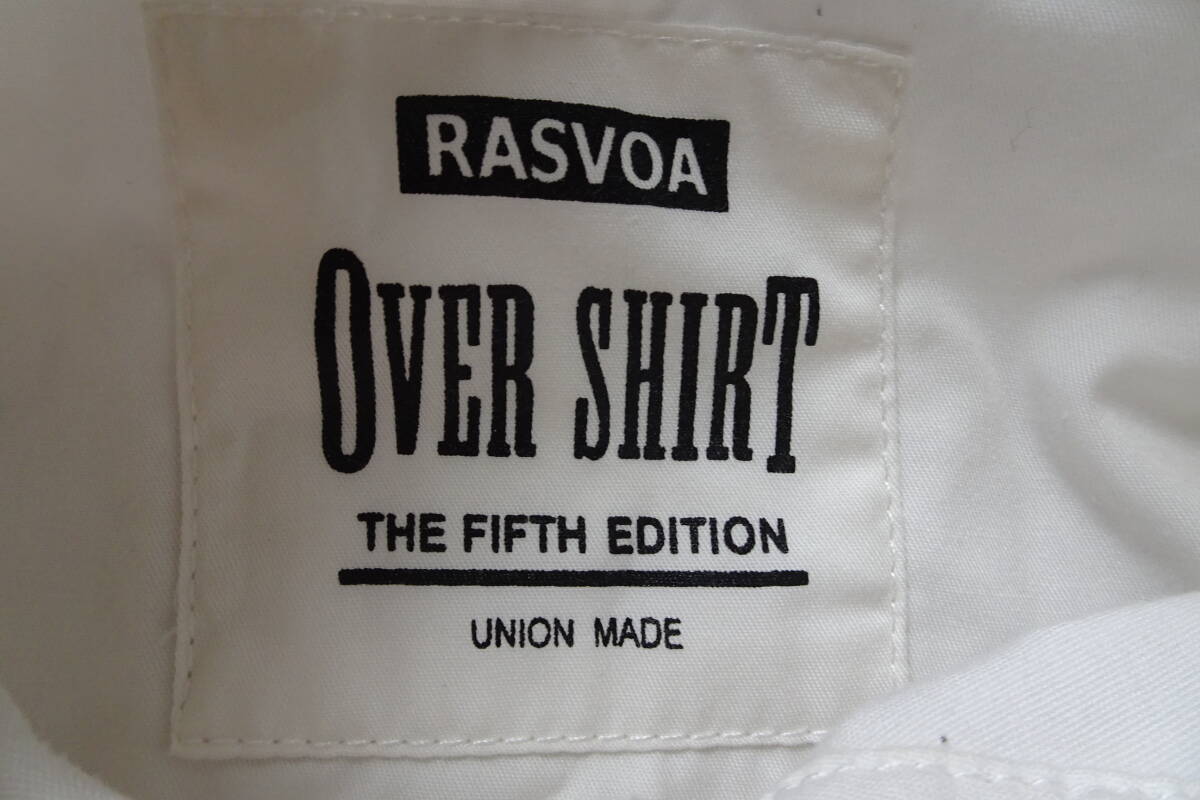 RASVOA
OVER SHIRT
THE FIFTH EDITION
UNION MADE